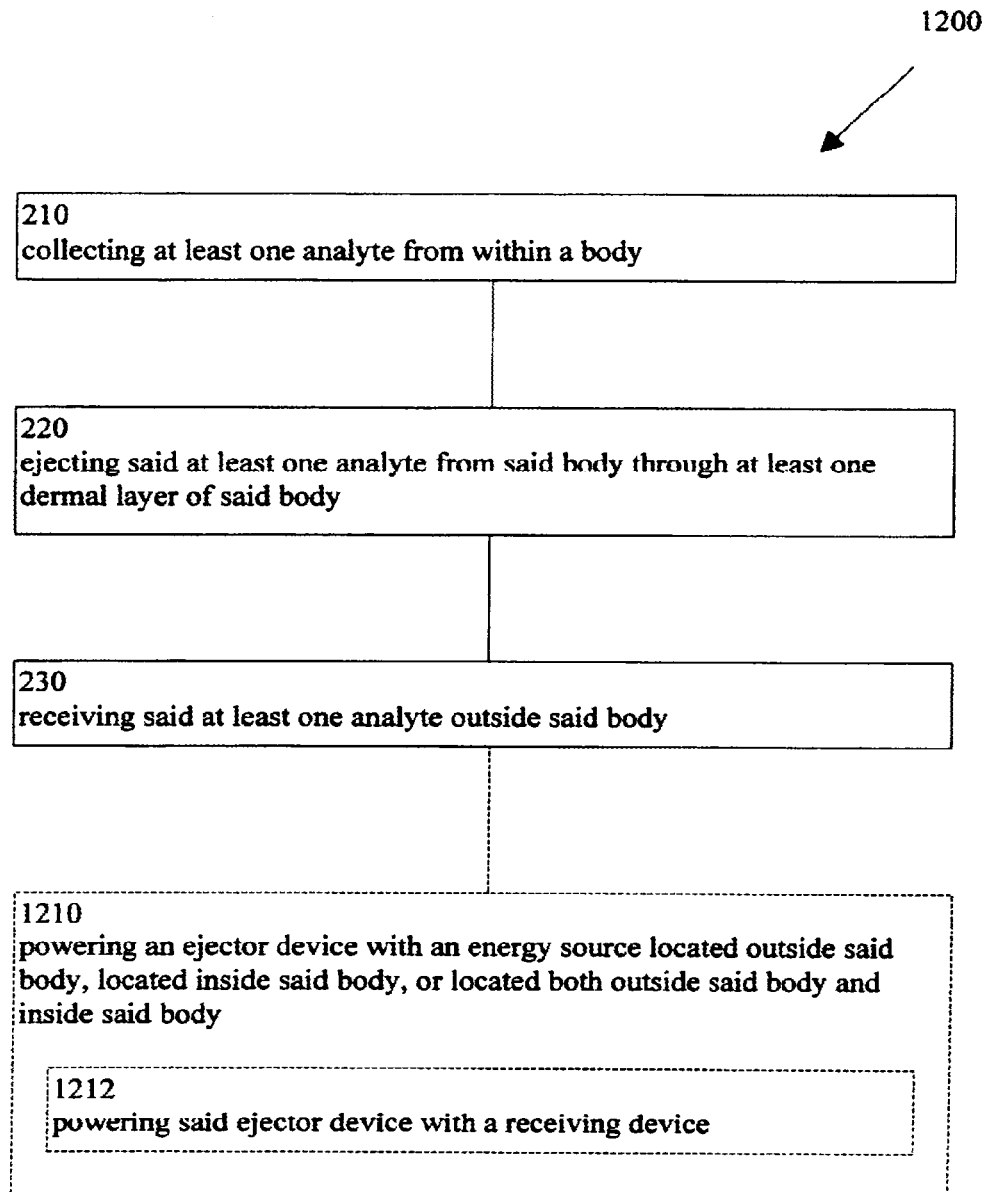 1200
210
collecting at least one analyte from within a body
220
ejecting said at least one analyte from said body through at least one
dermal layer of said body
230
receiving said at least one analyte outside said body
1210
powering an ejector device with an energy source located outside said
body, located inside said body, or located both outside said body and
inside said body
1212
powering said ejector device with a receiving device